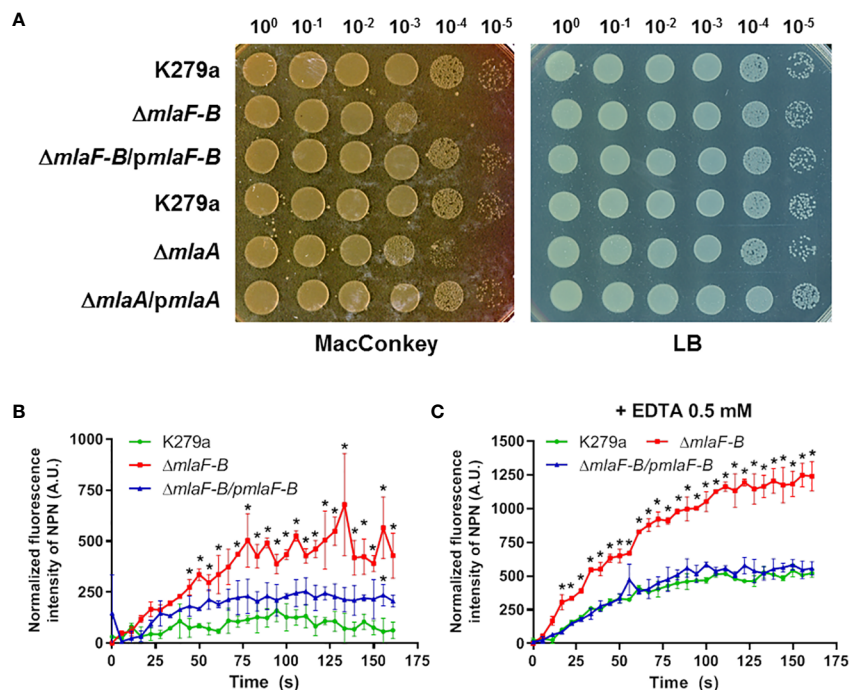 A
10⁰ 10⁻¹ 10⁻² 10⁻³ 10⁻⁴ 10⁻⁵ 10⁰ 10⁻¹ 10⁻² 10⁻³ 10⁻⁴ 10⁻⁵
K279a
ΔmlaF-B
ΔmlaF-B/pmlaF-B
K279a
ΔmlaA
ΔmlaA/pmlaA
MacConkey LB
B
K279a
ΔmlaF-B
ΔmlaF-B/pmlaF-B
Normalized fluorescence
intensity of NPN (A.U.)
1000
750
500
250
0
* * * * * * * * * * * * * * * * * * * * * * *
0 25 50 75 100 125 150 175
Time (s)
C
+ EDTA 0.5 mM
K279a ΔmlaF-B
ΔmlaF-B/pmlaF-B
Normalized fluorescence
intensity of NPN (A.U.)
1500
1250
1000
750
500
250
0
* * * * * * * * * * * * * * * * * * * * * * * * * *
0 25 50 75 100 125 150 175
Time (s)